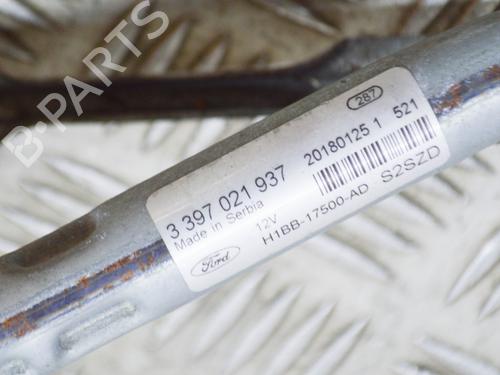 B-PARTS
287
3 397 021 937 20180125 1 521
Made in Serbia
12V
H1BB-17500-AD S2SZD
Ford